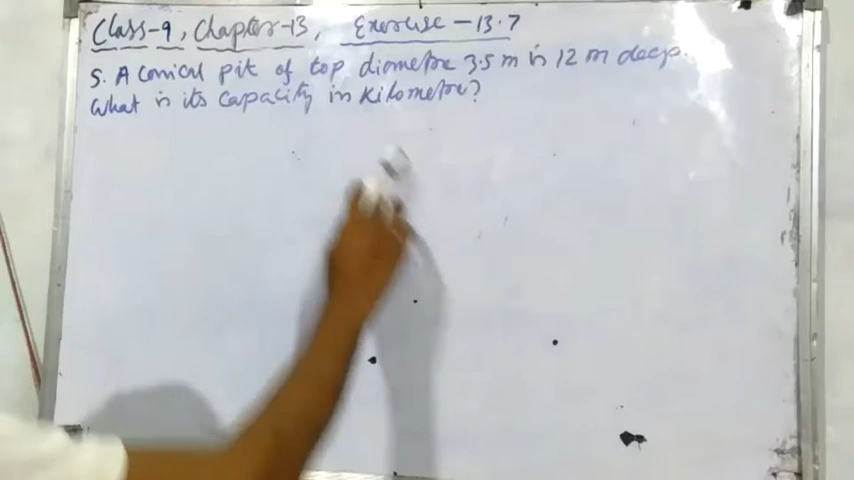 Class-9, Chapter-13, Exercise-13.7
5. A conical pit of top diametre 3.5 m is 12 m deep.
What is its capacity in Kilometre?